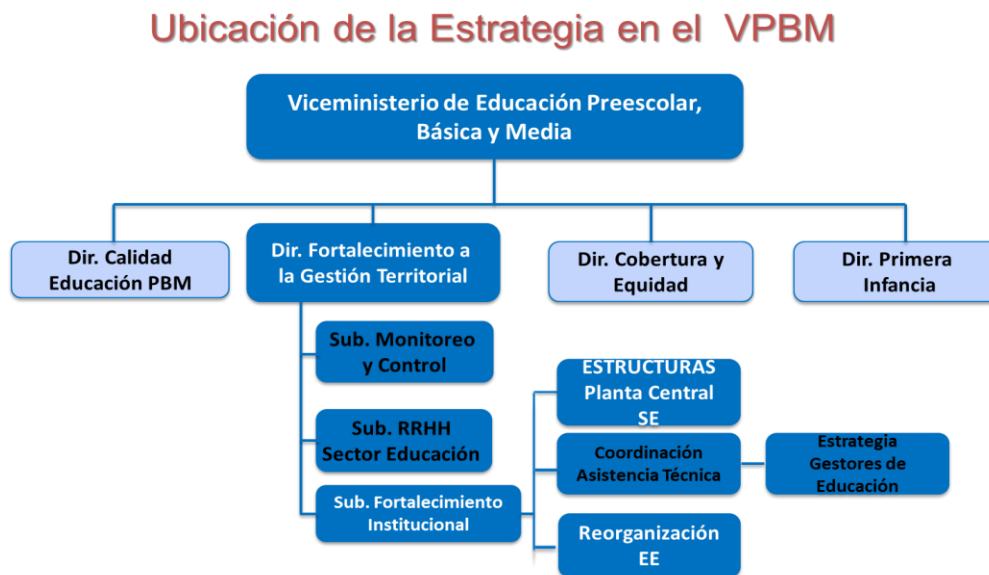 Ubicación de la Estrategia en el VPBM
Viceministerio de Educación Preescolar,
Básica y Media
Dir. Calidad
Educación PBM
Dir. Fortalecimiento a
la Gestión Territorial
Dir. Cobertura y
Equidad
Dir. Primera
Infancia
Sub. Monitoreo
y Control
Sub. RRHH
Sector Educación
Sub. Fortalecimiento
Institucional
ESTRUCTURAS
Planta Central
SE
Coordinación
Asistencia Técnica
Estrategia
Gestores de
Educación
Reorganización
EE